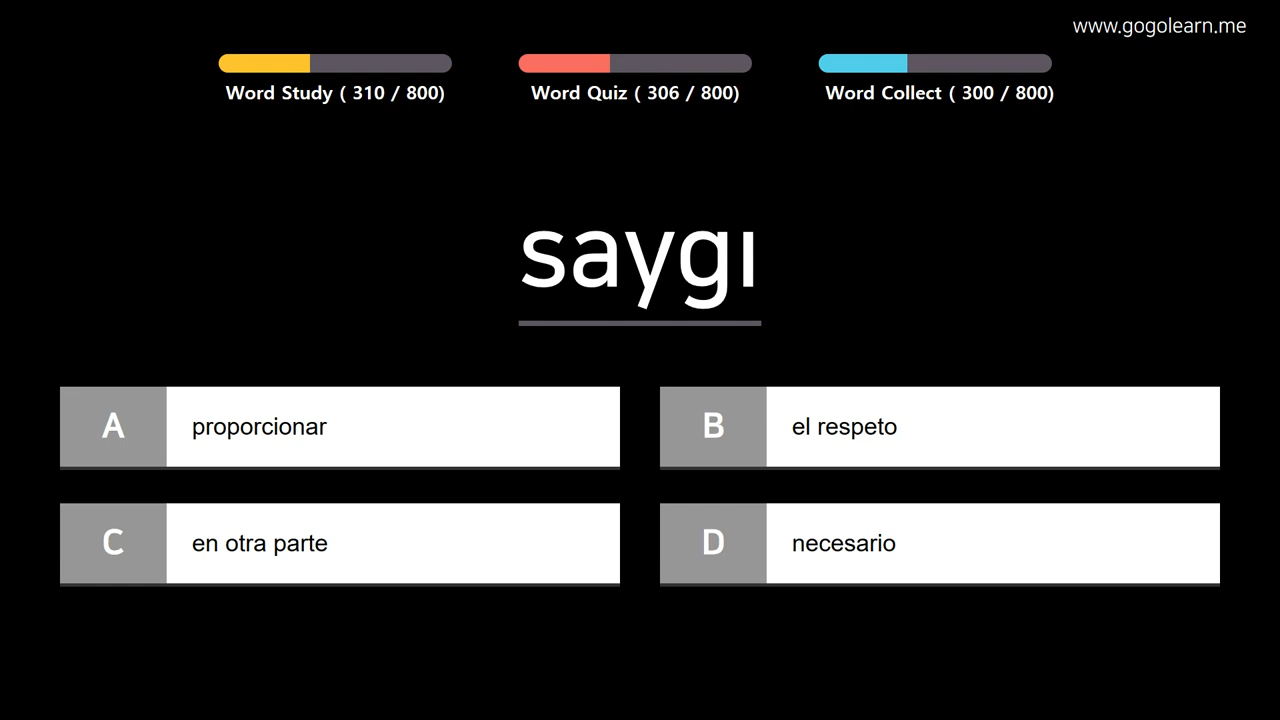 www.gogolearn.me
Word Study ( 310 / 800)
Word Quiz ( 306 / 800)
Word Collect ( 300 / 800)
saygı
A proporcionar
B el respeto
C en otra parte
D necesario